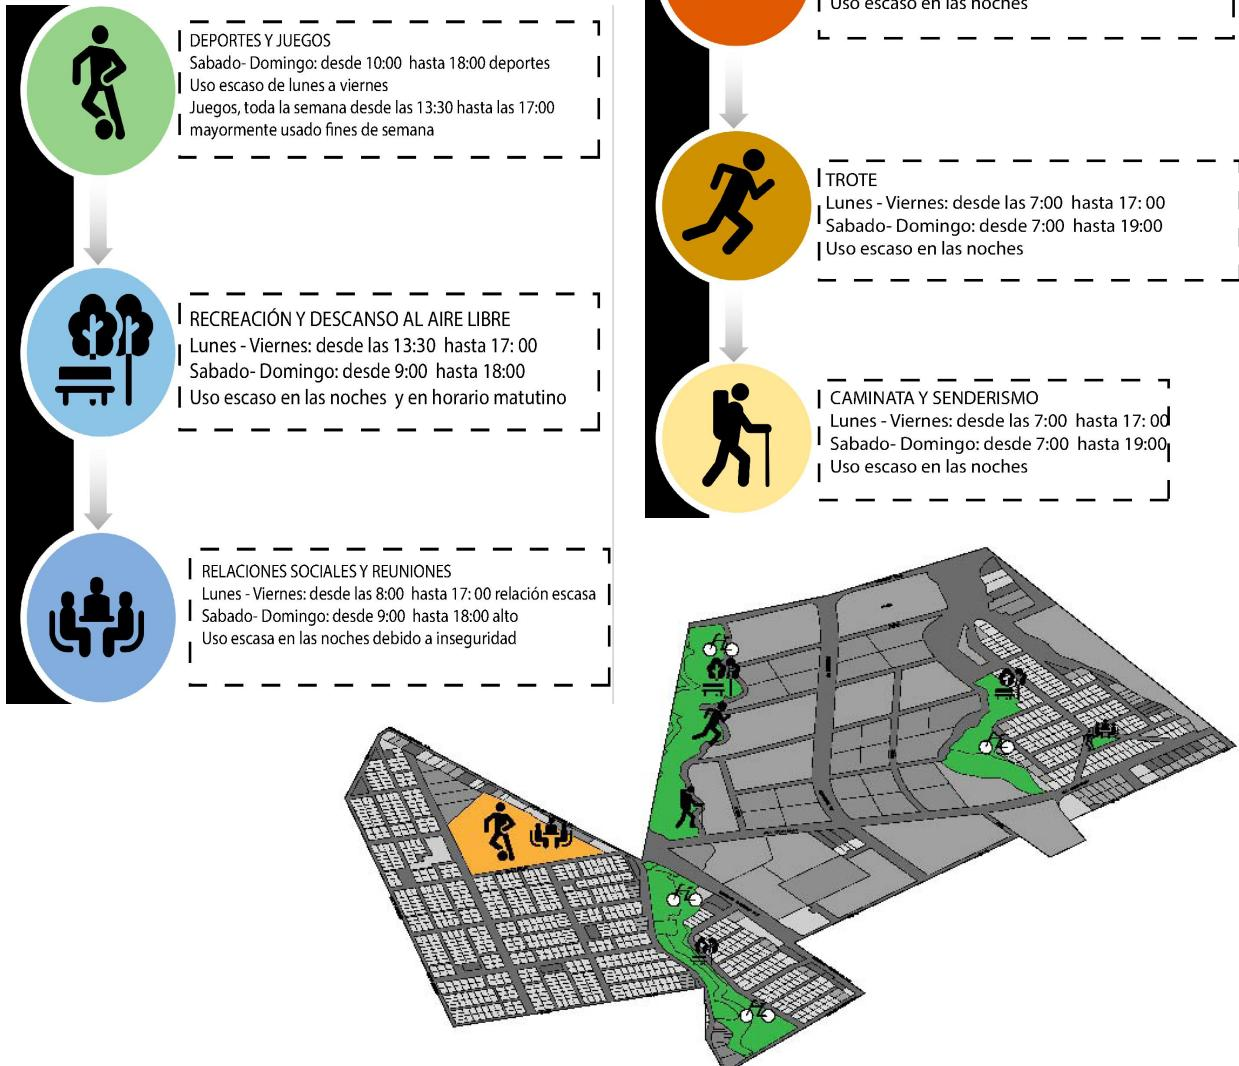 DEPORTES Y JUEGOS
Sabado- Domingo: desde 10:00 hasta 18:00 deportes
Uso escaso de lunes a viernes
Juegos, toda la semana desde las 13:30 hasta las 17:00
mayormente usado fines de semana
RECREACIÓN Y DESCANSO AL AIRE LIBRE
Lunes - Viernes: desde las 13:30 hasta 17: 00
Sabado- Domingo: desde 9:00 hasta 18:00
Uso escaso en las noches y en horario matutino
RELACIONES SOCIALES Y REUNIONES
Lunes - Viernes: desde las 8:00 hasta 17: 00 relación escasa
Sabado- Domingo: desde 9:00 hasta 18:00 alto
Uso escasa en las noches debido a inseguridad
Uso escaso en las noches
TROTE
Lunes - Viernes: desde las 7:00 hasta 17: 00
Sabado- Domingo: desde 7:00 hasta 19:00
Uso escaso en las noches
CAMINATA Y SENDERISMO
Lunes - Viernes: desde las 7:00 hasta 17: 00
Sabado- Domingo: desde 7:00 hasta 19:00
Uso escaso en las noches